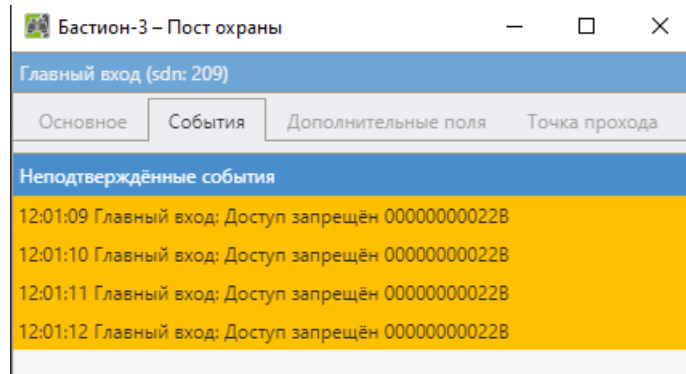 Бастион-3 – Пост охраны
Главный вход (sdn: 209)
Основное События Дополнительные поля Точка прохода
Неподтверждённые события
12:01:09 Главный вход: Доступ запрещён 00000000022B
12:01:10 Главный вход: Доступ запрещён 00000000022B
12:01:11 Главный вход: Доступ запрещён 00000000022B
12:01:12 Главный вход: Доступ запрещён 00000000022B